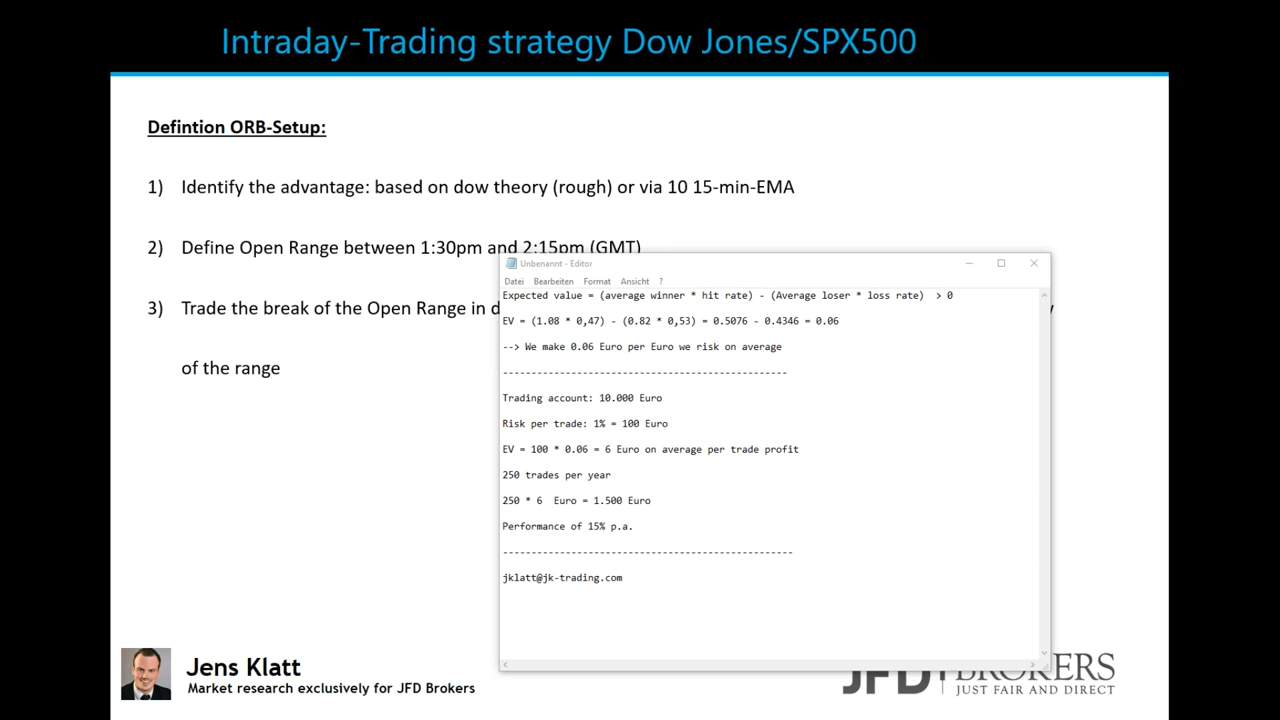 Intraday-Trading strategy Dow Jones/SPX500
Defintion ORB-Setup:
1) Identify the advantage: based on dow theory (rough) or via 10 15-min-EMA
2) Define Open Range between 1:30pm and 2:15pm (GMT)
3) Trade the break of the Open Range in
of the range
Unbenannt - Editor
Datei Bearbeiten Format Ansicht ?
Expected value = (average winner * hit rate) - (Average loser * loss rate) > 0
EV = (1.08 * 0,47) - (0.82 * 0,53) = 0.5076 - 0.4346 = 0.06
--> We make 0.06 Euro per Euro we risk on average
--------------------------------------------------
Trading account: 10.000 Euro
Risk per trade: 1% = 100 Euro
EV = 100 * 0.06 = 6 Euro on average per trade profit
250 trades per year
250 * 6 Euro = 1.500 Euro
Performance of 15% p.a.
---------------------------------------------------
jklatt@jk-trading.com
Jens Klatt
Market research exclusively for JFD Brokers
JFD BROKERS
JUST FAIR AND DIRECT